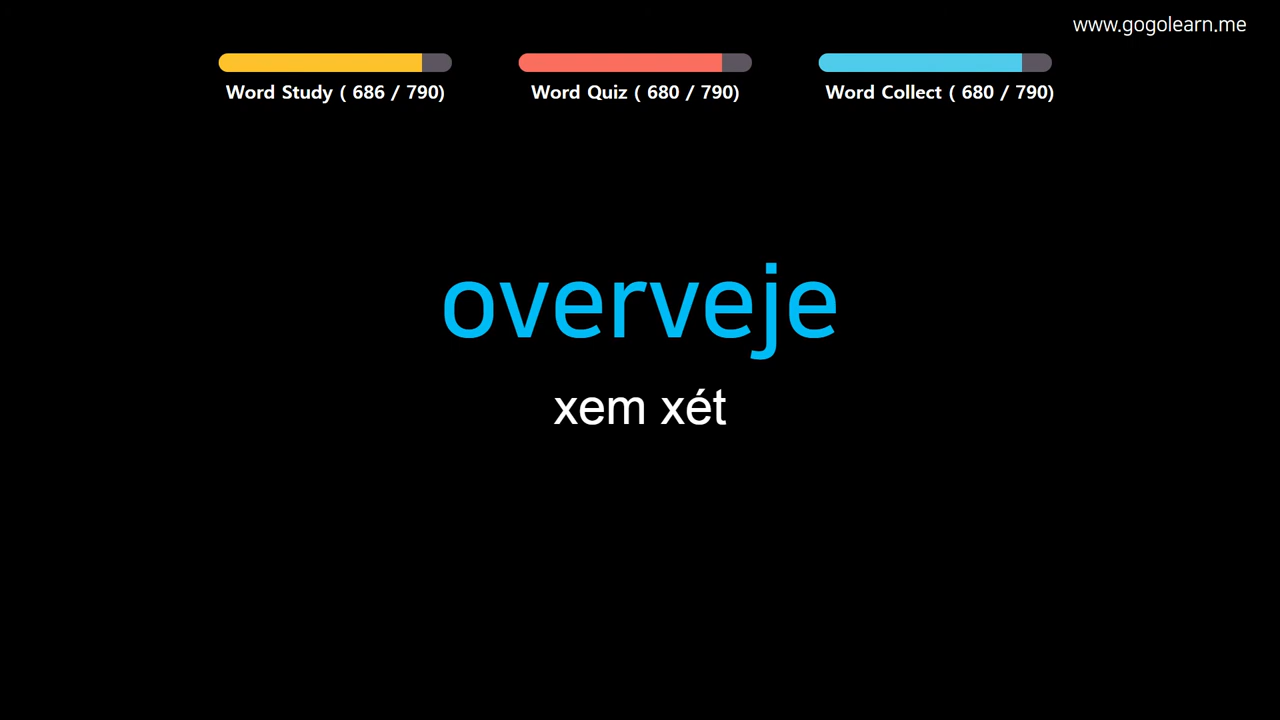 www.gogolearn.me
Word Study ( 686 / 790)
Word Quiz ( 680 / 790)
Word Collect ( 680 / 790)
overveje
xem xét